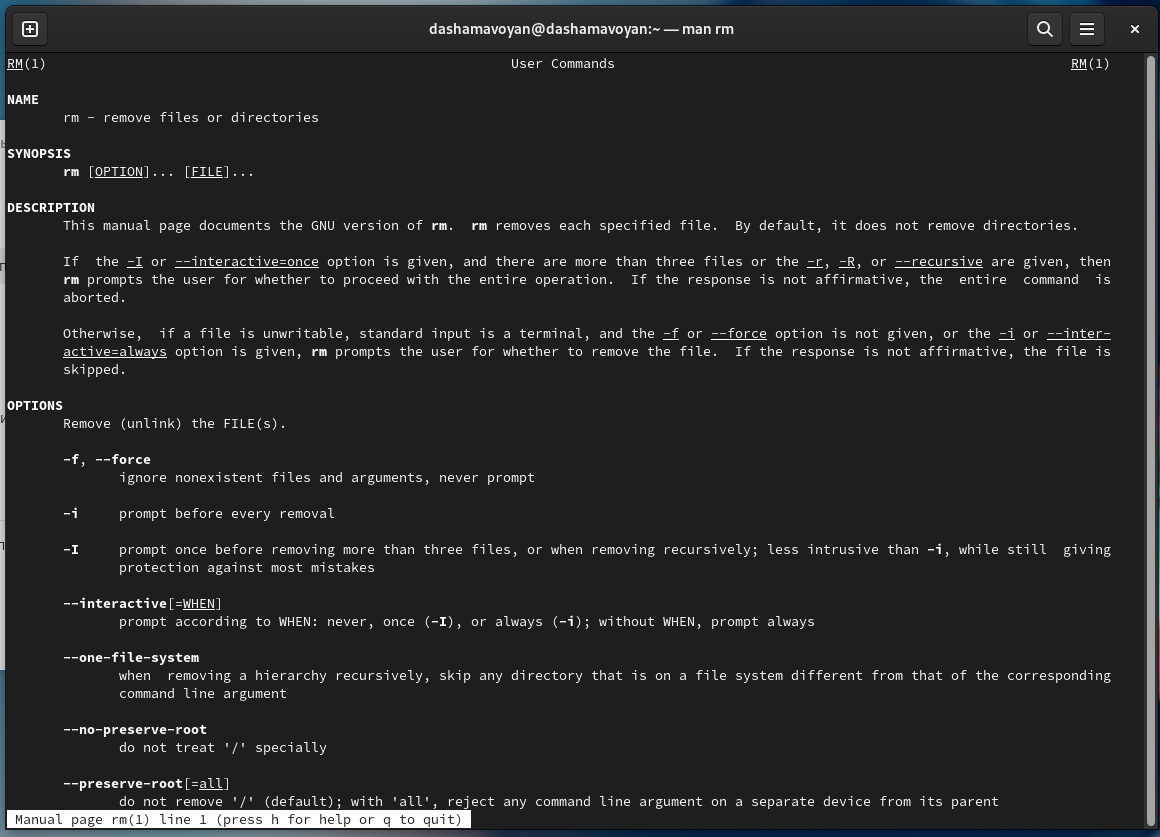 dashamavoyan@dashamavoyan:~ — man rm
RM(1) User Commands RM(1)
NAME
rm - remove files or directories
SYNOPSIS
rm [OPTION]... [FILE]...
DESCRIPTION
This manual page documents the GNU version of rm.  rm removes each specified file.  By default, it does not remove directories.
If  the -I or --interactive=once option is given, and there are more than three files or the -r, -R, or --recursive are given, then
rm prompts the user for whether to proceed with the entire operation.  If the response is not affirmative, the  entire  command  is
aborted.
Otherwise,  if a file is unwritable, standard input is a terminal, and the -f or --force option is not given, or the -i or --inter-
active=always option is given, rm prompts the user for whether to remove the file.  If the response is not affirmative, the file is
skipped.
OPTIONS
Remove (unlink) the FILE(s).
-f, --force
ignore nonexistent files and arguments, never prompt
-i     prompt before every removal
-I     prompt once before removing more than three files, or when removing recursively; less intrusive than -i, while still  giving
protection against most mistakes
--interactive[=WHEN]
prompt according to WHEN: never, once (-I), or always (-i); without WHEN, prompt always
--one-file-system
when  removing a hierarchy recursively, skip any directory that is on a file system different from that of the corresponding
command line argument
--no-preserve-root
do not treat '/' specially
--preserve-root[=all]
do not remove '/' (default); with 'all', reject any command line argument on a separate device from its parent
Manual page rm(1) line 1 (press h for help or q to quit)